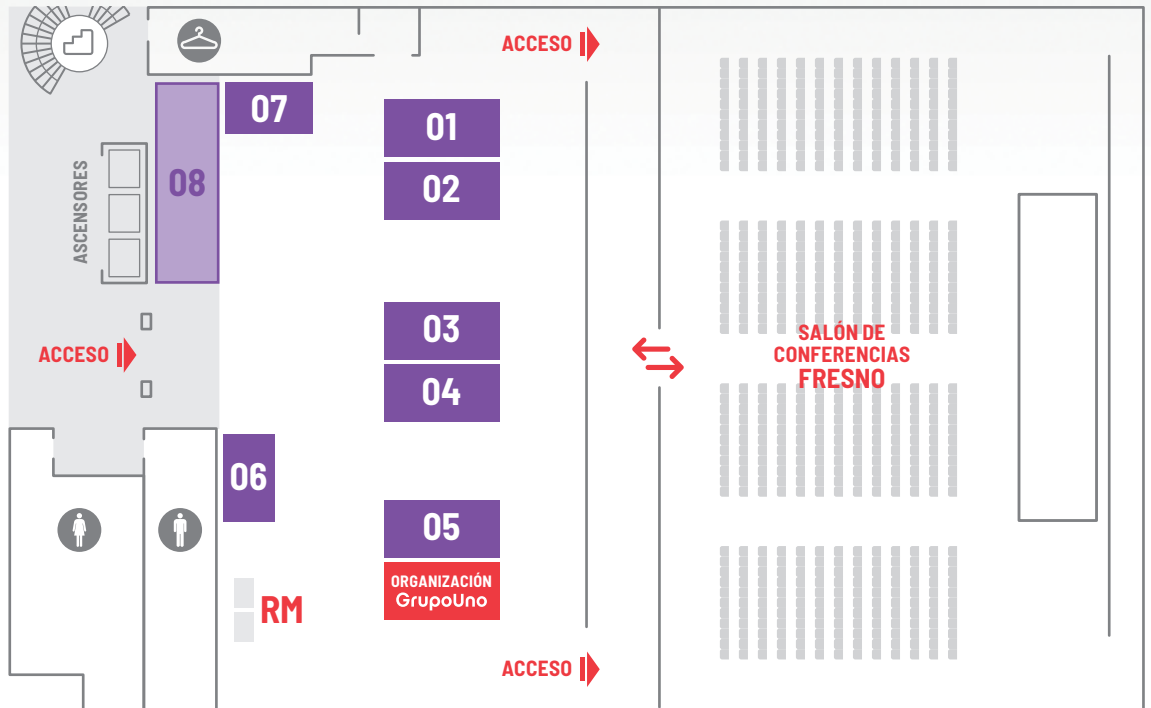 ACCESO
07
01
08
02
ASCENSORES
03
SALÓN DE
CONFERENCIAS
FRESNO
ACCESO
04
06
05
ORGANIZACIÓN
GrupoUno
RM
ACCESO